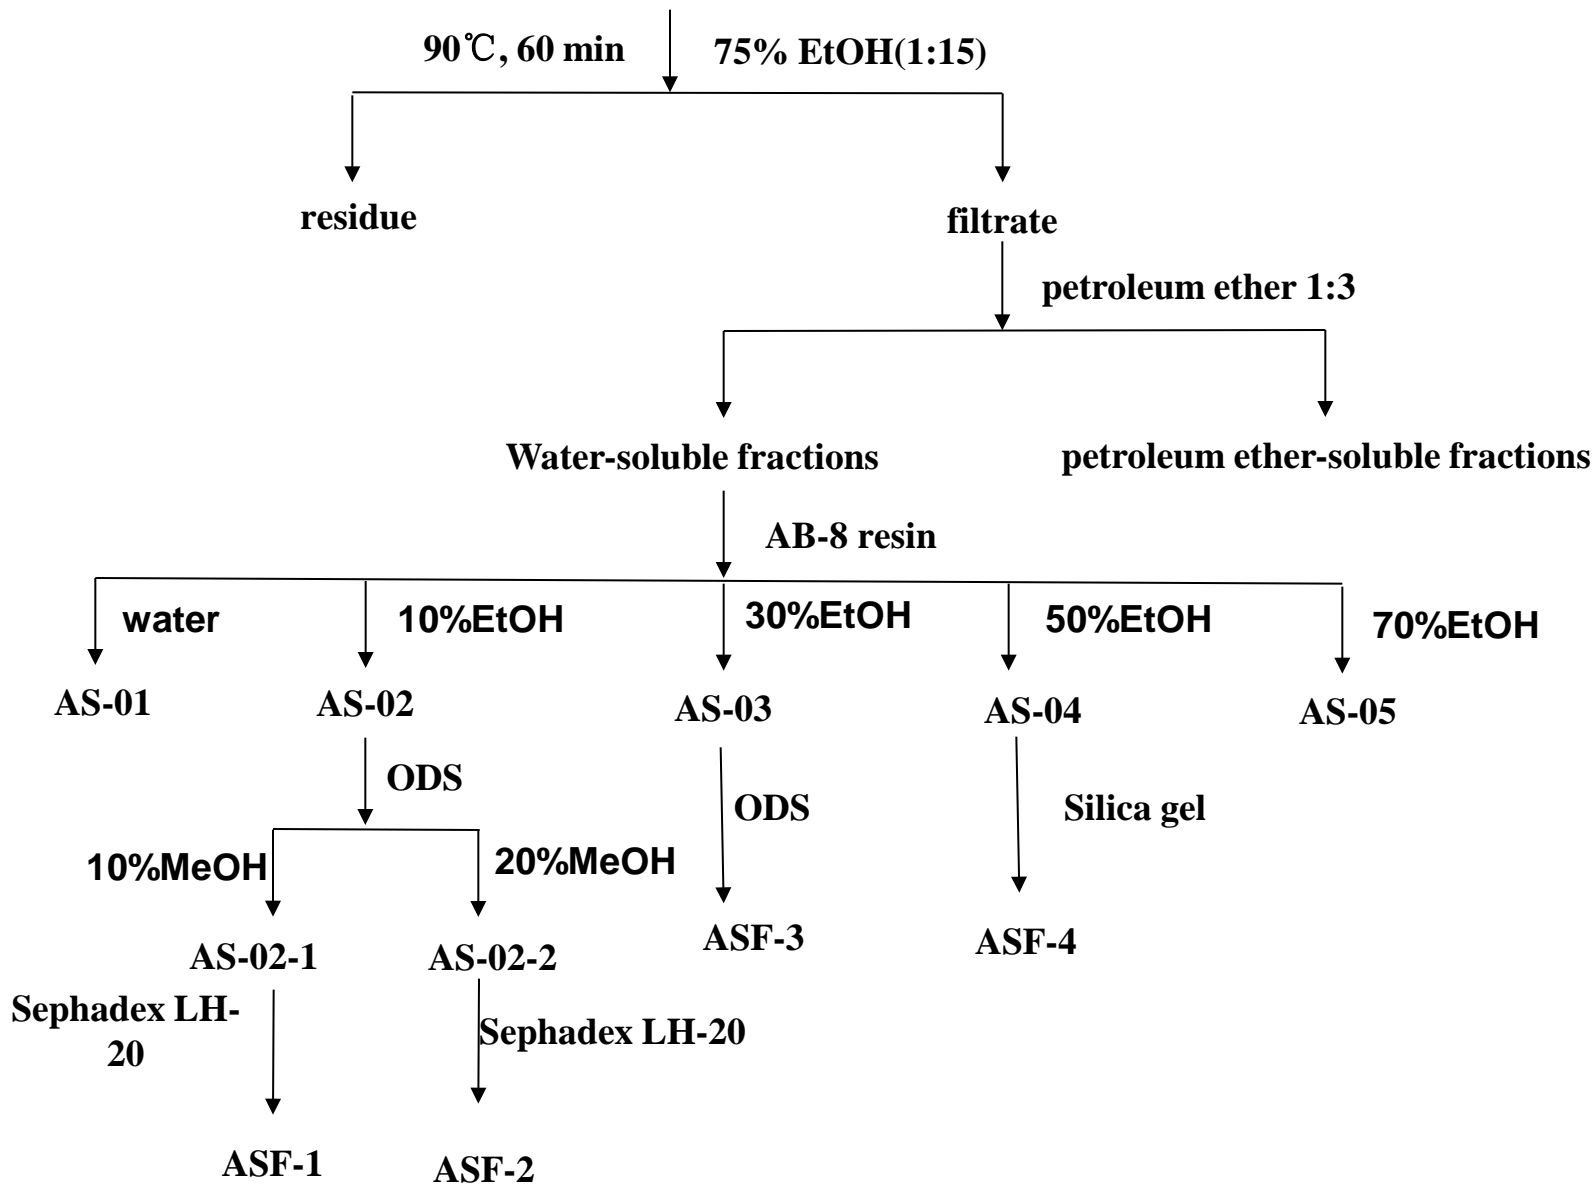 90℃, 60 min
75% EtOH(1:15)
residue
filtrate
petroleum ether 1:3
Water-soluble fractions
petroleum ether-soluble fractions
AB-8 resin
water
10%EtOH
30%EtOH
50%EtOH
70%EtOH
AS-01
AS-02
AS-03
AS-04
AS-05
ODS
ODS
Silica gel
10%MeOH
20%MeOH
AS-02-1
AS-02-2
ASF-3
ASF-4
Sephadex LH-
20
Sephadex LH-20
ASF-1
ASF-2